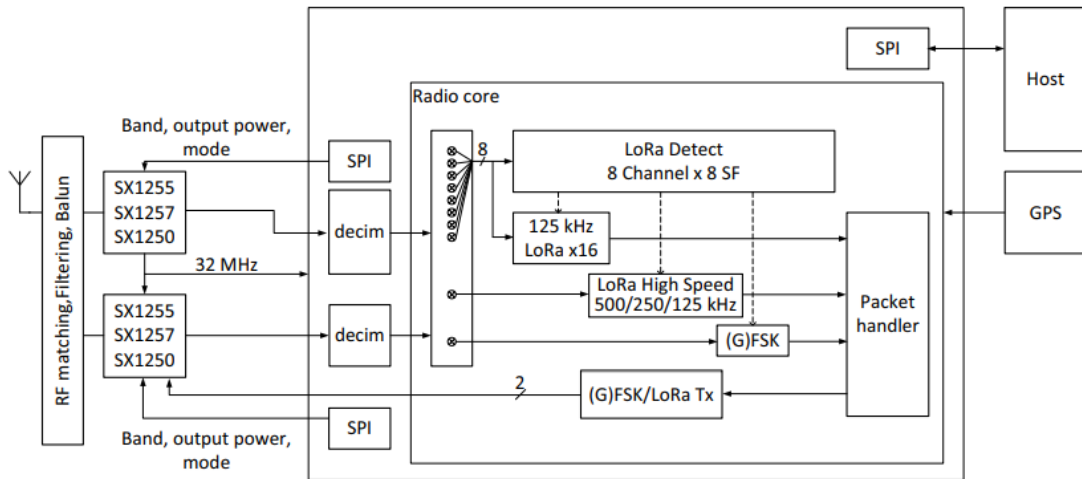 SPI
Host
Radio core
Band, output power,
mode
SPI
8
LoRa Detect
8 Channel x 8 SF
RF matching,Filtering, Balun
SX1255
SX1257
SX1250
decim
125 kHz
LoRa x16
GPS
32 MHz
LoRa High Speed
500/250/125 kHz
Packet
handler
SX1255
SX1257
SX1250
decim
(G)FSK
2
(G)FSK/LoRa Tx
SPI
Band, output power,
mode